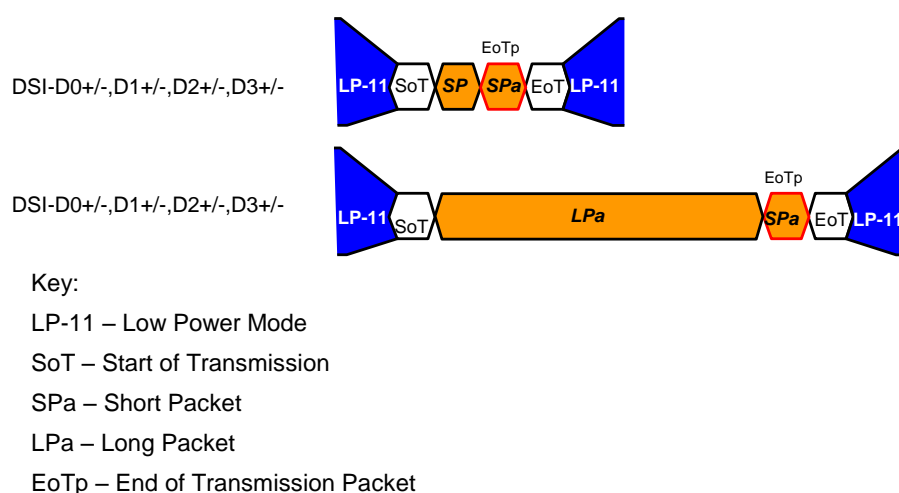 EoTp
DSI-D0+/-,D1+/-,D2+/-,D3+/- LP-11 SoT SP SPa EoT LP-11
EoTp
DSI-D0+/-,D1+/-,D2+/-,D3+/- LP-11 SoT LPa SPa EoT LP-11
Key:
LP-11 – Low Power Mode
SoT – Start of Transmission
SPa – Short Packet
LPa – Long Packet
EoTp – End of Transmission Packet